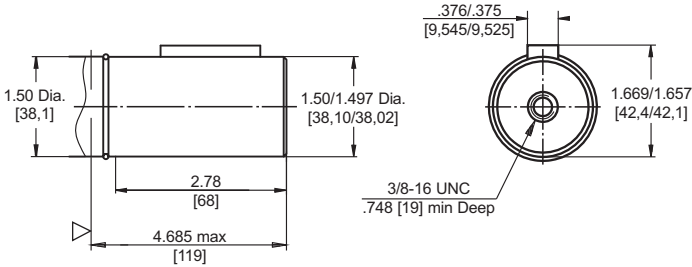 .376/.375
[9,545/9,525]
1.50 Dia.
[38,1]
1.50/1.497 Dia.
[38,10/38,02]
1.669/1.657
[42,4/42,1]
2.78
[68]
3/8-16 UNC
.748 [19] min Deep
4.685 max
[119]